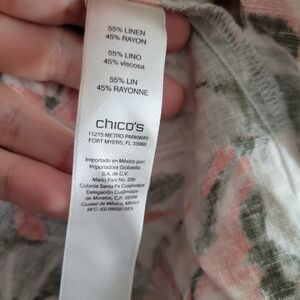 55% LINEN
45% RAYON
55% LINO
45% viscosa
55% LIN
45% RAYONNE
chico's
11215 METRO PARKWAY
FORT MYERS, FL 33966
Importado en México por:
Importadora Globastic
S.A. de C.V.
Mario Pani No. 200
Colonia Santa Fe Cuajimalpa
Delegación Cuajimalpa
de Morelos, C.P. 05348
Ciudad de México, México